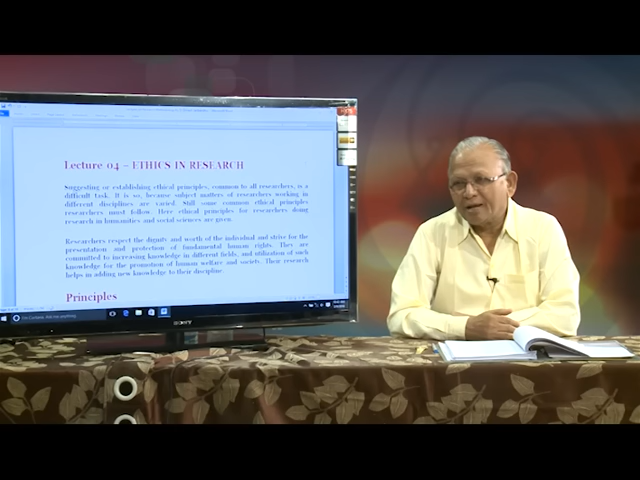 Lecture 04 – ETHICS IN RESEARCH
Suggesting or establishing ethical principles, common by all researchers, is a
difficult task. It is so, because subject matters of researchers working in
different disciplines are varied. Still some common ethical principles
researchers must follow. Here ethical principles for researchers doing
research in humanities and social sciences are given.
Researchers respect the dignity and worth of the individual and strive for the
presentation and protection of fundamental human rights. They are
committed to increasing knowledge in different fields, and utilization of such
knowledge for the promotion of human welfare and society. Their research
helps in adding new knowledge to their discipline.
Principles
SONY